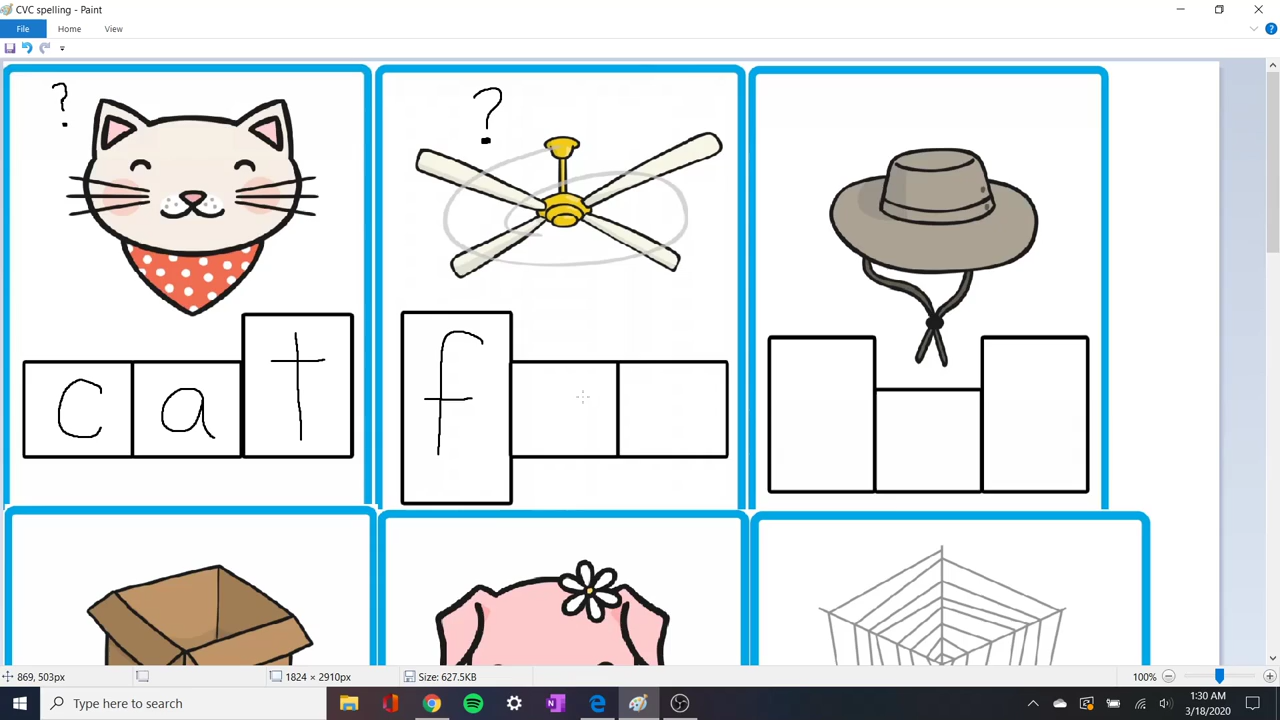 CVC spelling - Paint
File Home View
?
?
c a t
f
869, 503px
1824 × 2910px
Size: 627.5KB
100%
Type here to search
1:30 AM
3/18/2020